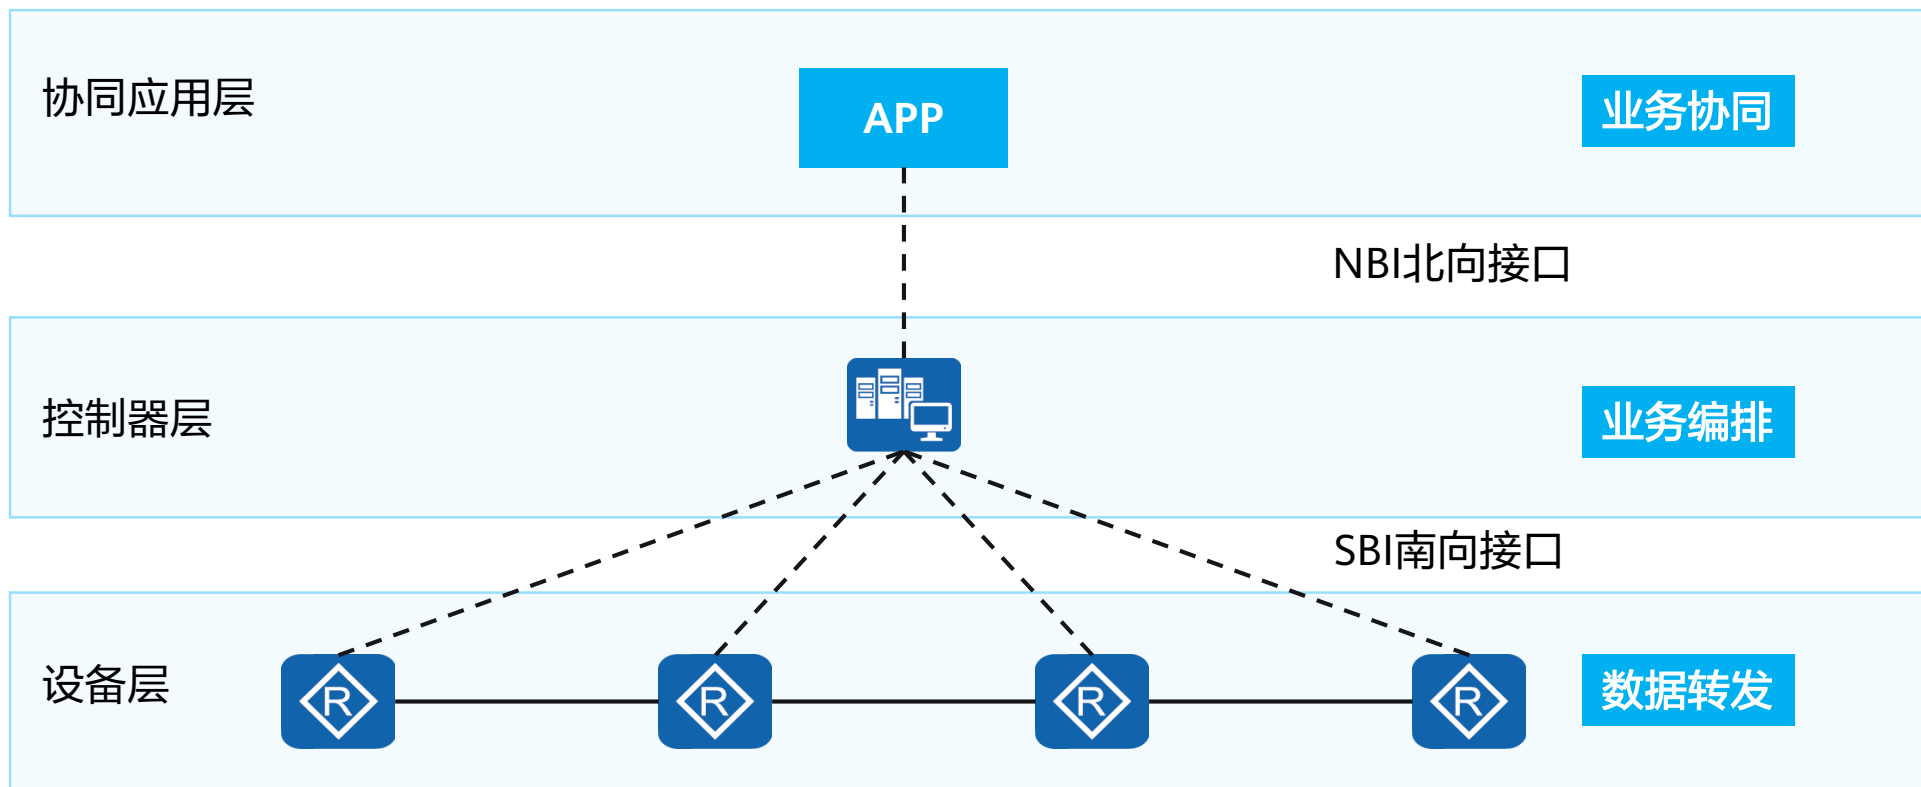 协同应用层
APP
业务协同
NBI北向接口
控制器层
业务编排
SBI南向接口
设备层
R
R
R
R
数据转发